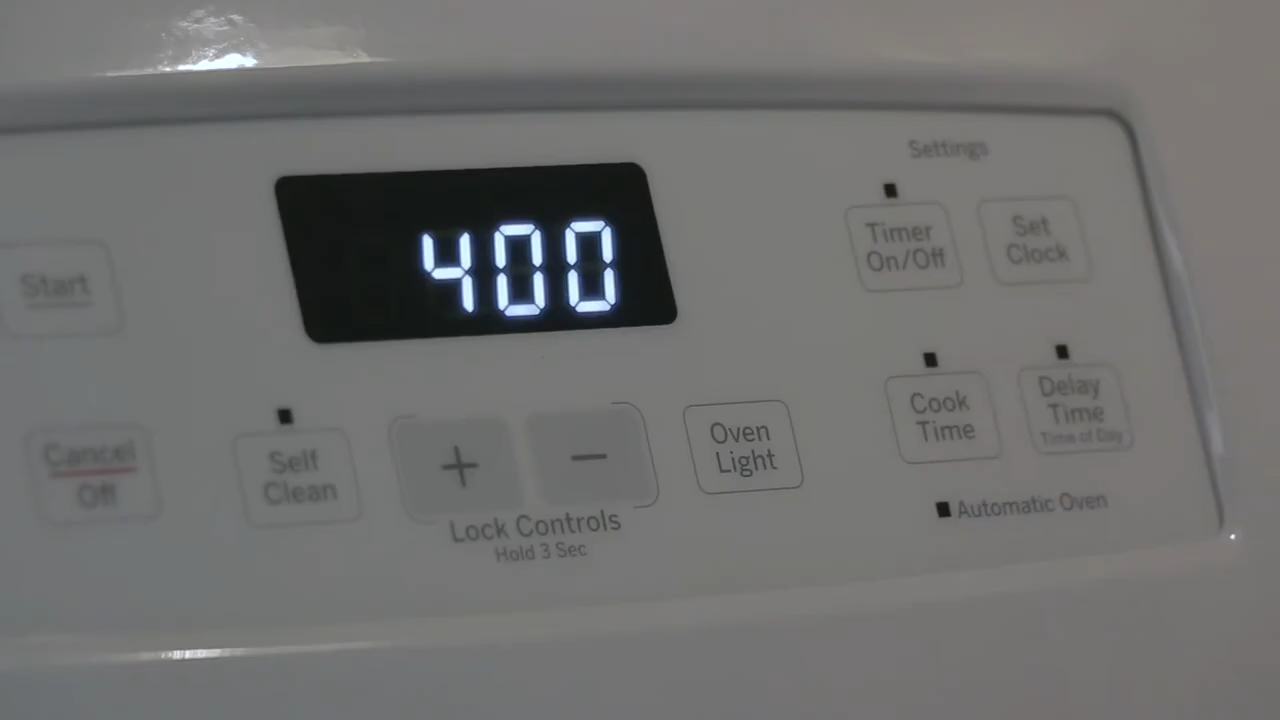 Settings
400
Timer
On/Off
Set
Clock
Start
Cook
Time
Delay
Time
Time of Day
Cancel
Off
Self
Clean
+
−
Oven
Light
Lock Controls
Hold 3 Sec
Automatic Oven